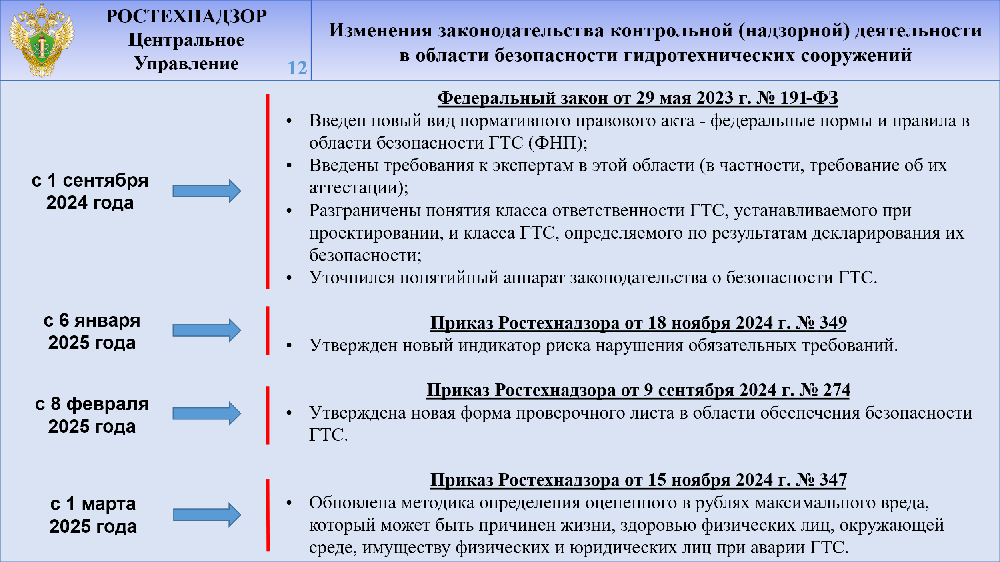 РОСТЕХНАДЗОР
Центральное
Управление
12
Изменения законодательства контрольной (надзорной) деятельности
в области безопасности гидротехнических сооружений
с 1 сентября
2024 года
Федеральный закон от 29 мая 2023 г. № 191-ФЗ
• Введен новый вид нормативного правового акта - федеральные нормы и правила в
области безопасности ГТС (ФНП);
• Введены требования к экспертам в этой области (в частности, требование об их
аттестации);
• Разграничены понятия класса ответственности ГТС, устанавливаемого при
проектировании, и класса ГТС, определяемого по результатам декларирования их
безопасности;
• Уточнился понятийный аппарат законодательства о безопасности ГТС.
с 6 января
2025 года
Приказ Ростехнадзора от 18 ноября 2024 г. № 349
• Утвержден новый индикатор риска нарушения обязательных требований.
с 8 февраля
2025 года
Приказ Ростехнадзора от 9 сентября 2024 г. № 274
• Утверждена новая форма проверочного листа в области обеспечения безопасности
ГТС.
с 1 марта
2025 года
Приказ Ростехнадзора от 15 ноября 2024 г. № 347
• Обновлена методика определения оцененного в рублях максимального вреда,
который может быть причинен жизни, здоровью физических лиц, окружающей
среде, имуществу физических и юридических лиц при аварии ГТС.